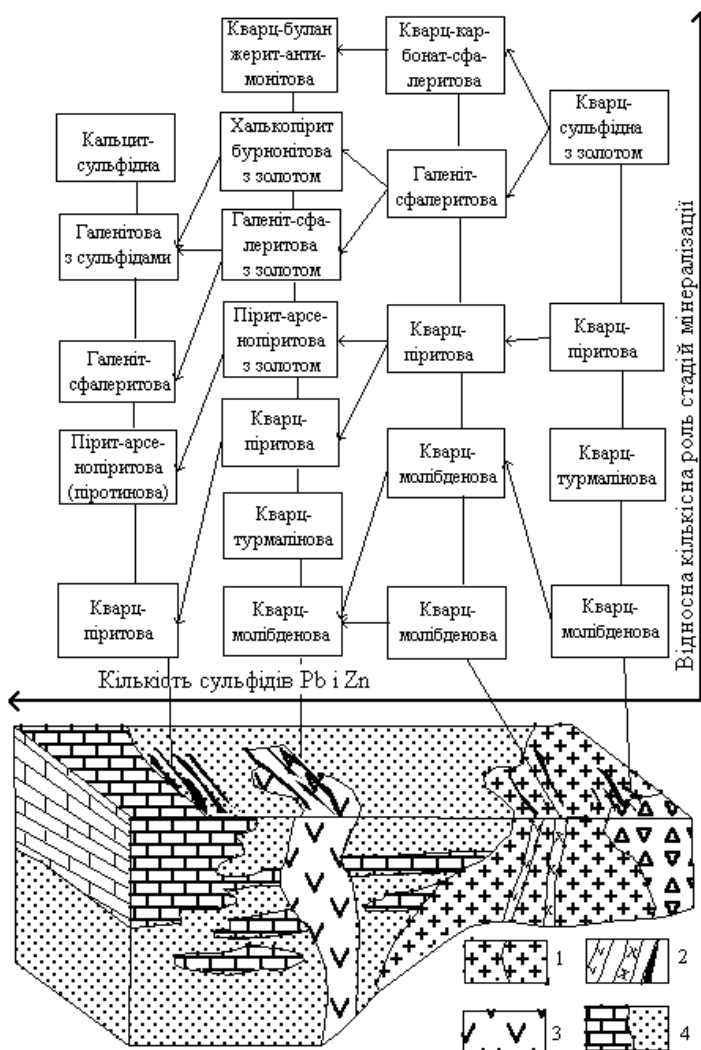 Кальцит-
сульфідна
Галенітова
з сульфідами
Галеніт-
сфалеритова
Пірит-арсе-
нопіритова
(піротинова)
Кварц-
піритова
Кварц-булан
жерит-анти-
монітова
Халькопірит
бурнонітова
з золотом
Галеніт-сфа-
леритова
з золотом
Пірит-арсе-
нопіритова
з золотом
Кварц-
піритова
Кварц-
турмалінова
Кварц-
молібденова
Кварц-кар-
бонат-сфа-
леритова
Галеніт-
сфалеритова
Кварц-
піритова
Кварц-
молібденова
Кварц-
молібденова
Кварц-
сульфідна
з золотом
Кварц-
піритова
Кварц-
турмалінова
Кварц-
молібденова
Відносна кількісна роль стадій мінералізації
Кількість сульфідів Pb і Zn
1
2
3
4